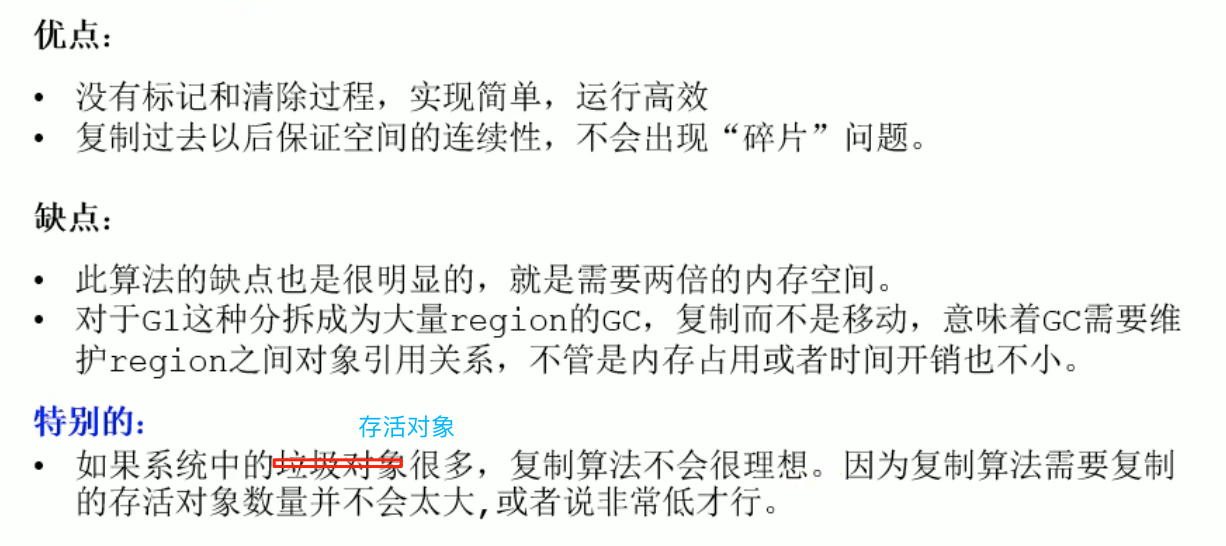 优点：
• 没有标记和清除过程，实现简单，运行高效
• 复制过去以后保证空间的连续性，不会出现“碎片”问题。
缺点：
• 此算法的缺点也是很明显的，就是需要两倍的内存空间。
• 对于G1这种分拆成为大量region的GC，复制而不是移动，意味着GC需要维
护region之间对象引用关系，不管是内存占用或者时间开销也不小。
特别的：
存活对象
• 如果系统中的垃圾对象很多，复制算法不会很理想。因为复制算法需要复制
的存活对象数量并不会太大,或者说非常低才行。